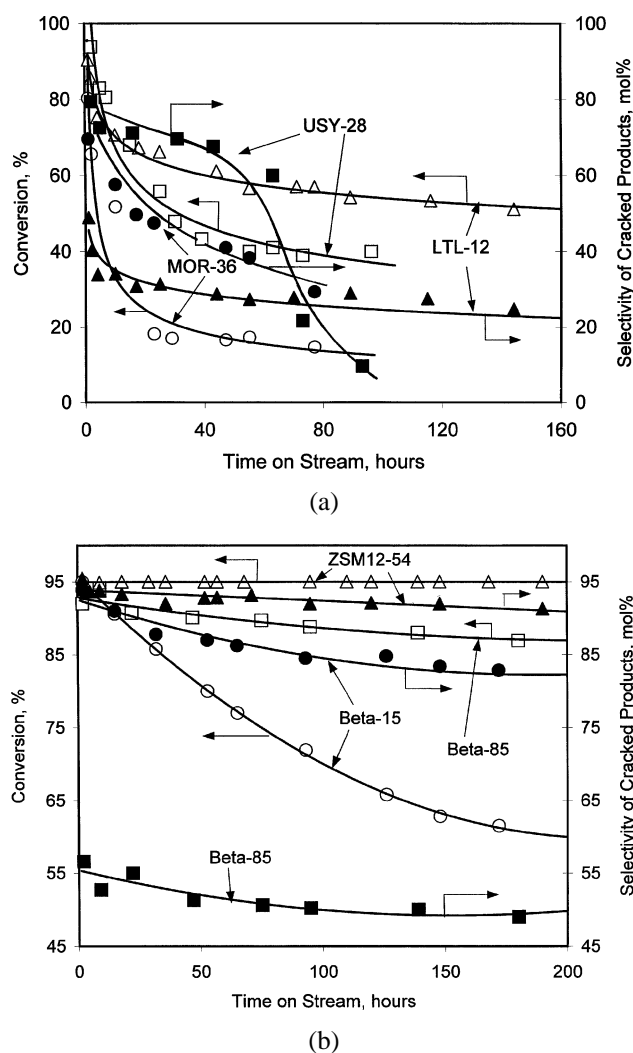 100
80
60
40
20
0
Conversion, %
100
80
60
40
20
0
Selectivity of Cracked Products, mol%
USY-28
LTL-12
MOR-36
0
40
80
120
160
Time on Stream, hours
(a)
95
85
75
65
55
45
Conversion, %
95
85
75
65
55
45
Selectivity of Cracked Products, mol%
ZSM12-54
Beta-15
Beta-85
Beta-85
0
50
100
150
200
Time on Stream, hours
(b)